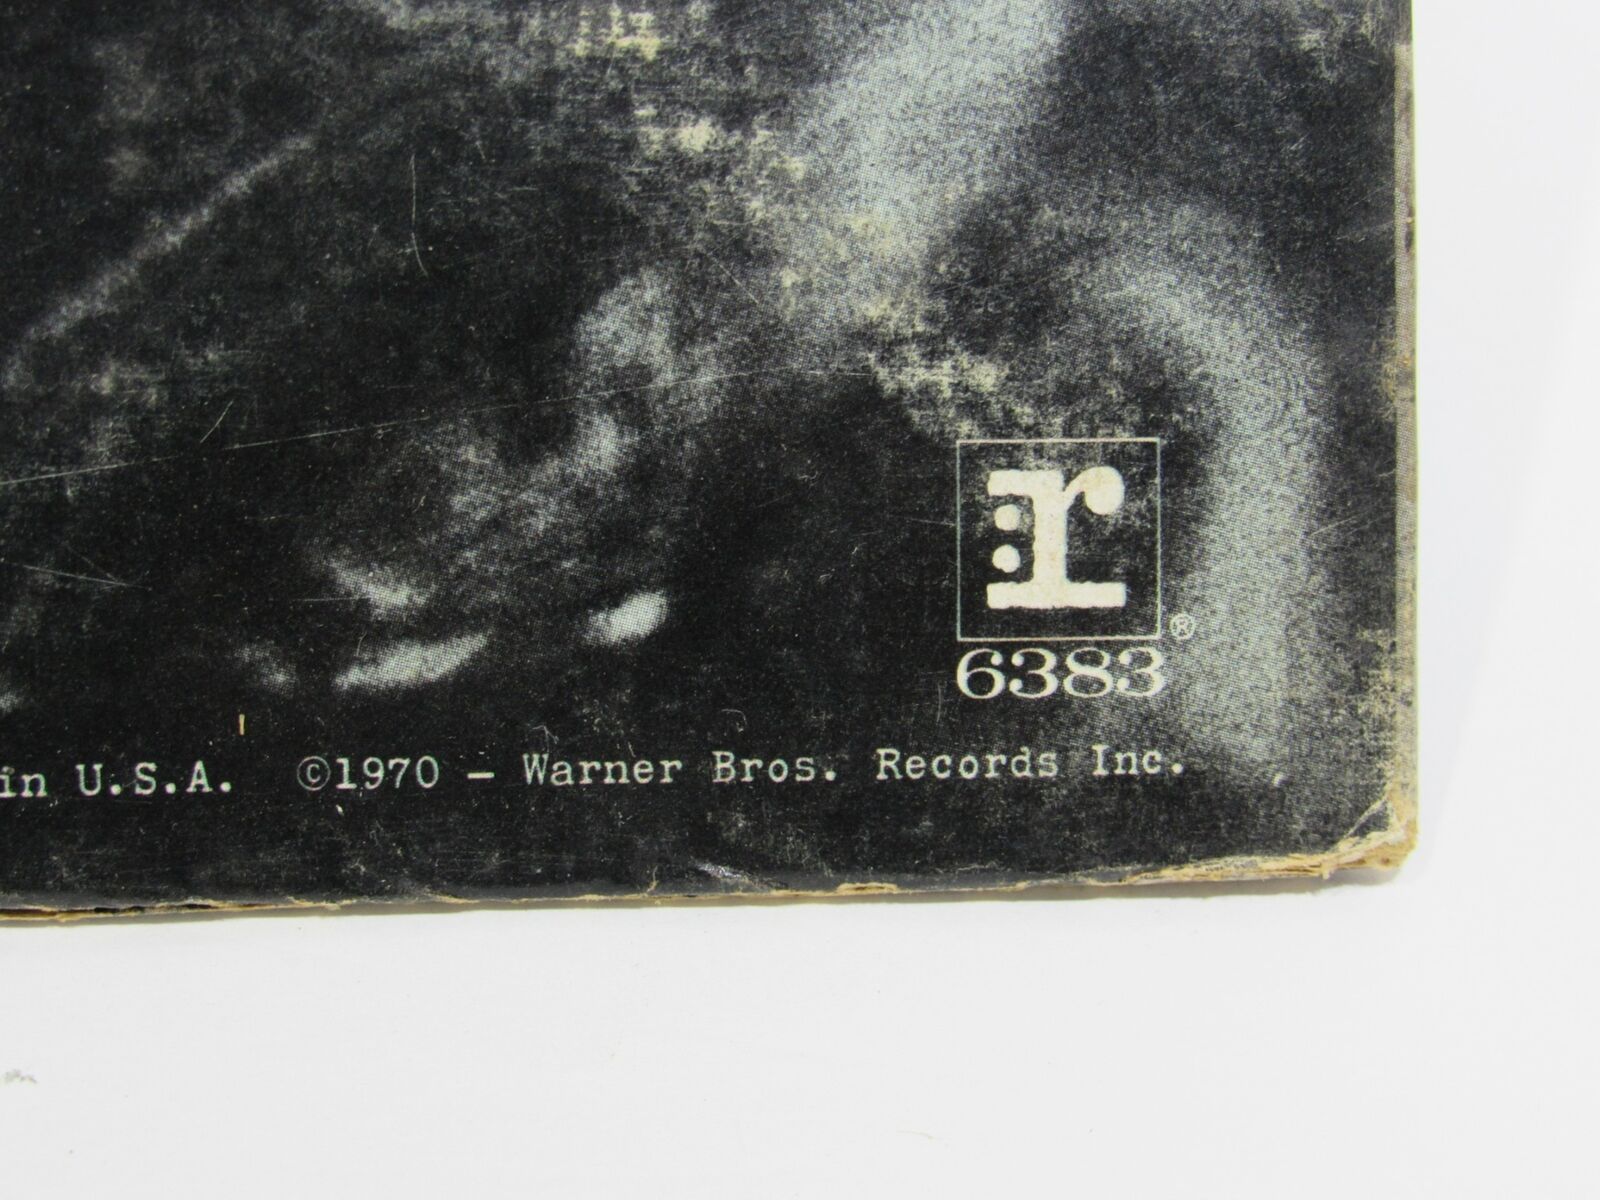 r
®
6383
in U.S.A. ©1970 – Warner Bros. Records Inc.